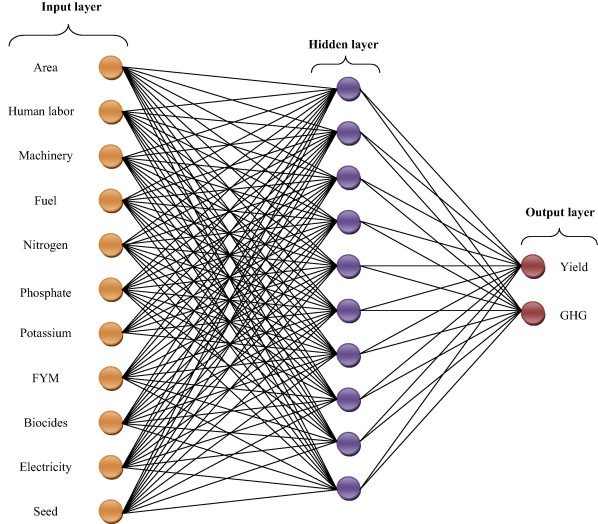 Input layer
Hidden layer
Area
Human labor
Machinery
Fuel
Nitrogen
Phosphate
Potassium
FYM
Biocides
Electricity
Seed
Output layer
Yield
GHG